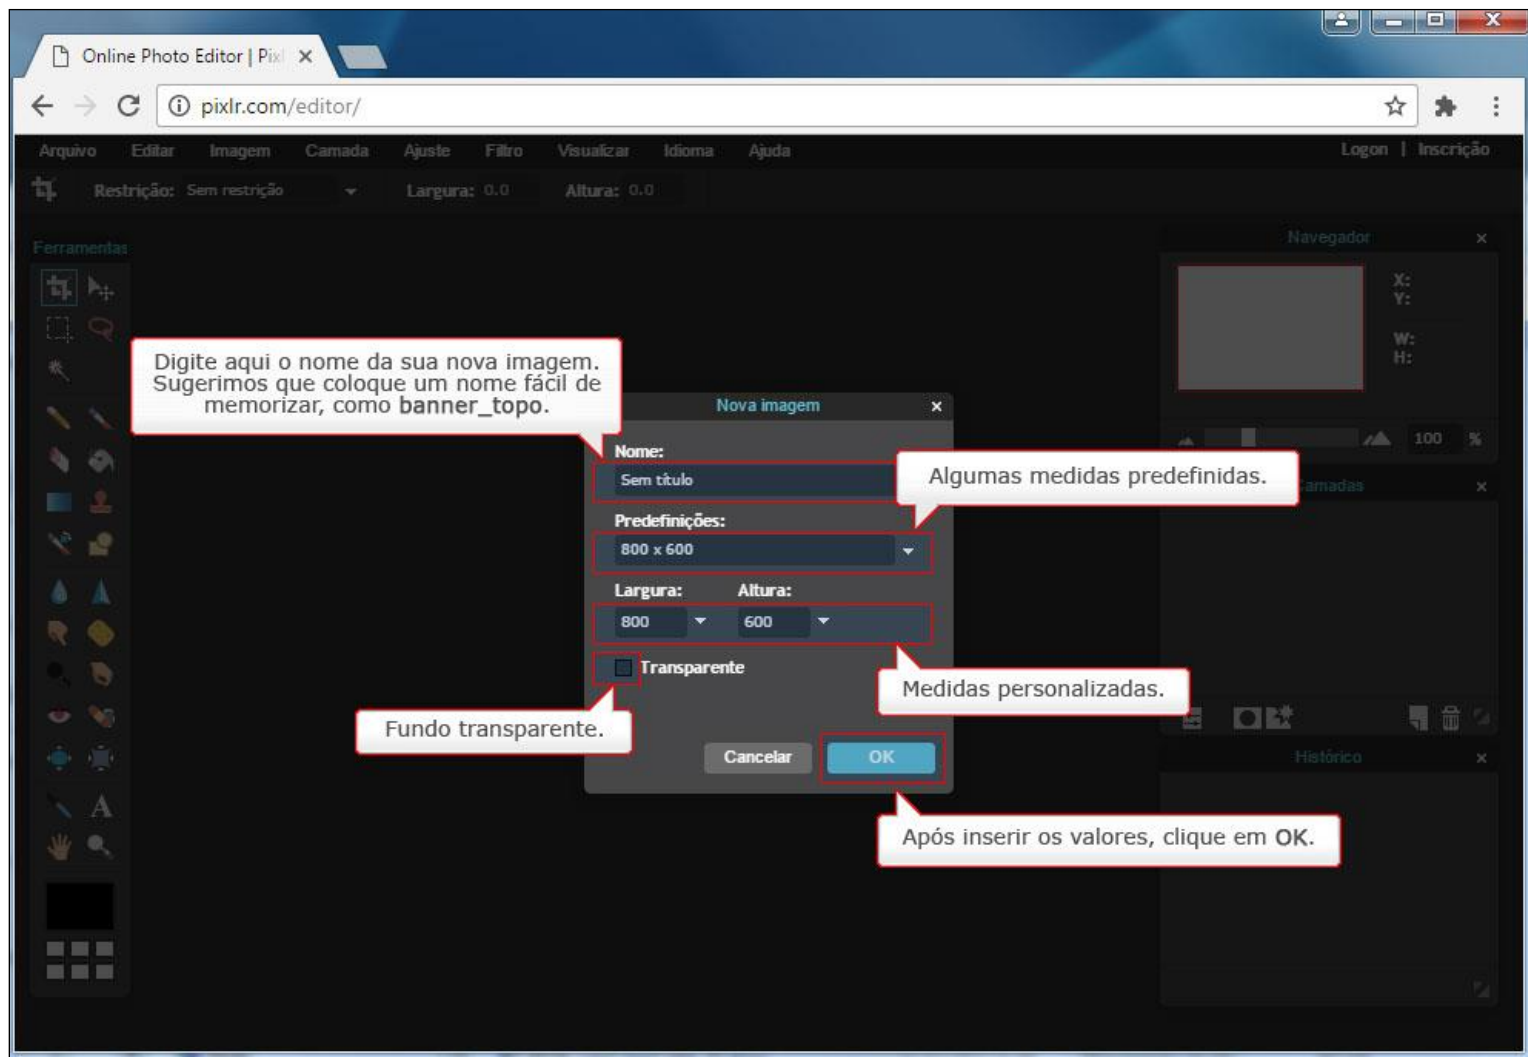 Online Photo Editor | Pixl
pixlr.com/editor/
Arquivo Editar Imagem Camada Ajuste Filtro Visualizar Idioma Ajuda Logon | Inscrição
Restrição: Sem restrição Largura: 0.0 Altura: 0.0
Ferramentas
Navegador
X:
Y:
W:
H:
100 %
Digite aqui o nome da sua nova imagem.
Sugerimos que coloque um nome fácil de
memorizar, como banner_topo.
Nova imagem
Nome:
Sem título
Algumas medidas predefinidas.
Camadas
Predefinições:
800 x 600
Largura: Altura:
800 600
Transparente
Medidas personalizadas.
Fundo transparente.
Cancelar OK
Histórico
Após inserir os valores, clique em OK.
A